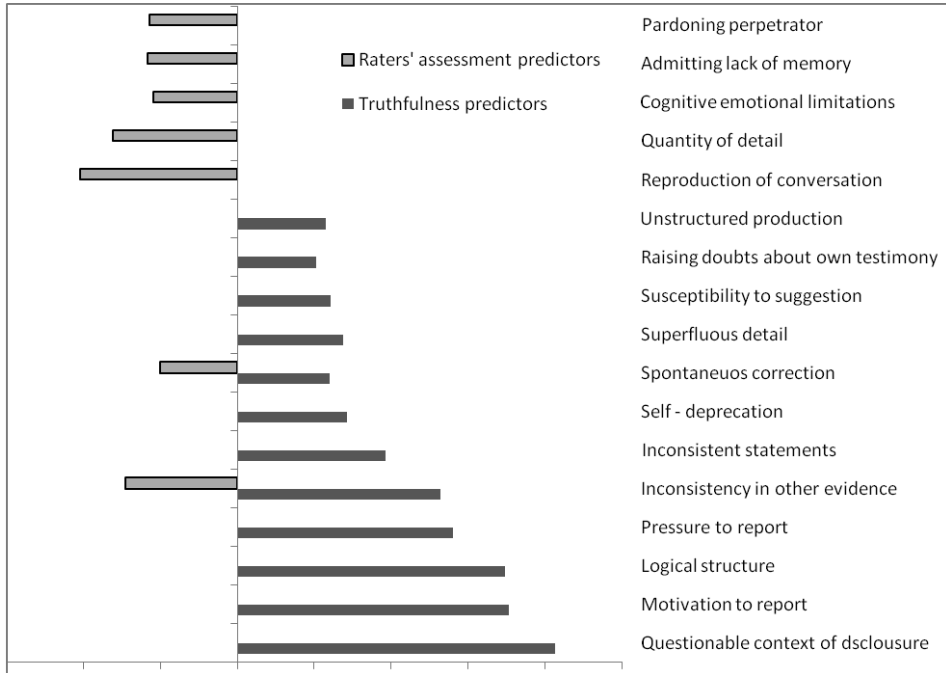 Pardoning perpetrator
Raters' assessment predictors
Admitting lack of memory
Truthfulness predictors
Cognitive emotional limitations
Quantity of detail
Reproduction of conversation
Unstructured production
Raising doubts about own testimony
Susceptibility to suggestion
Superfluous detail
Spontaneuos correction
Self - deprecation
Inconsistent statements
Inconsistency in other evidence
Pressure to report
Logical structure
Motivation to report
Questionable context of dsclousure